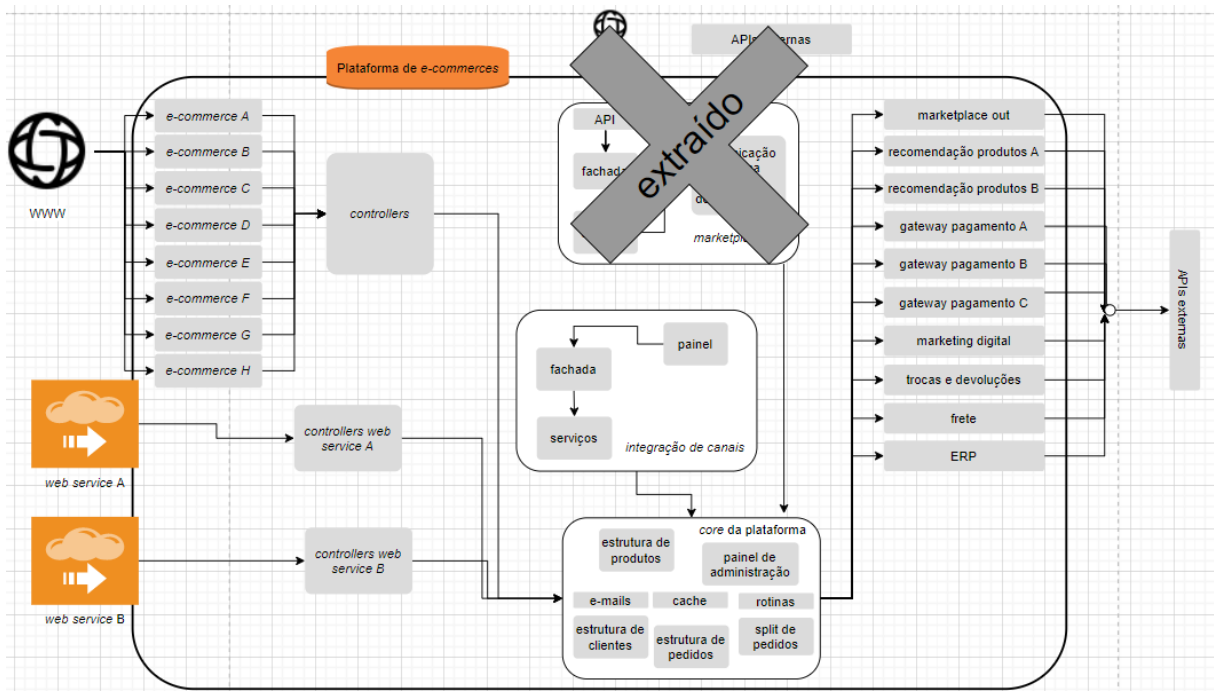 Plataforma de e-commerces
APIs
extraído
API
fachada
WWW
e-commerce A
e-commerce B
e-commerce C
e-commerce D
e-commerce E
e-commerce F
e-commerce G
e-commerce H
controllers
web service A
controllers web
service A
web service B
controllers web
service B
painel
fachada
serviços
integração de canais
core da plataforma
estrutura de
produtos
painel de
administração
e-mails
cache
rotinas
estrutura de
clientes
estrutura de
pedidos
split de
pedidos
marketplace out
recomendação produtos A
recomendação produtos B
gateway pagamento A
gateway pagamento B
gateway pagamento C
marketing digital
trocas e devoluções
frete
ERP
APIs externas